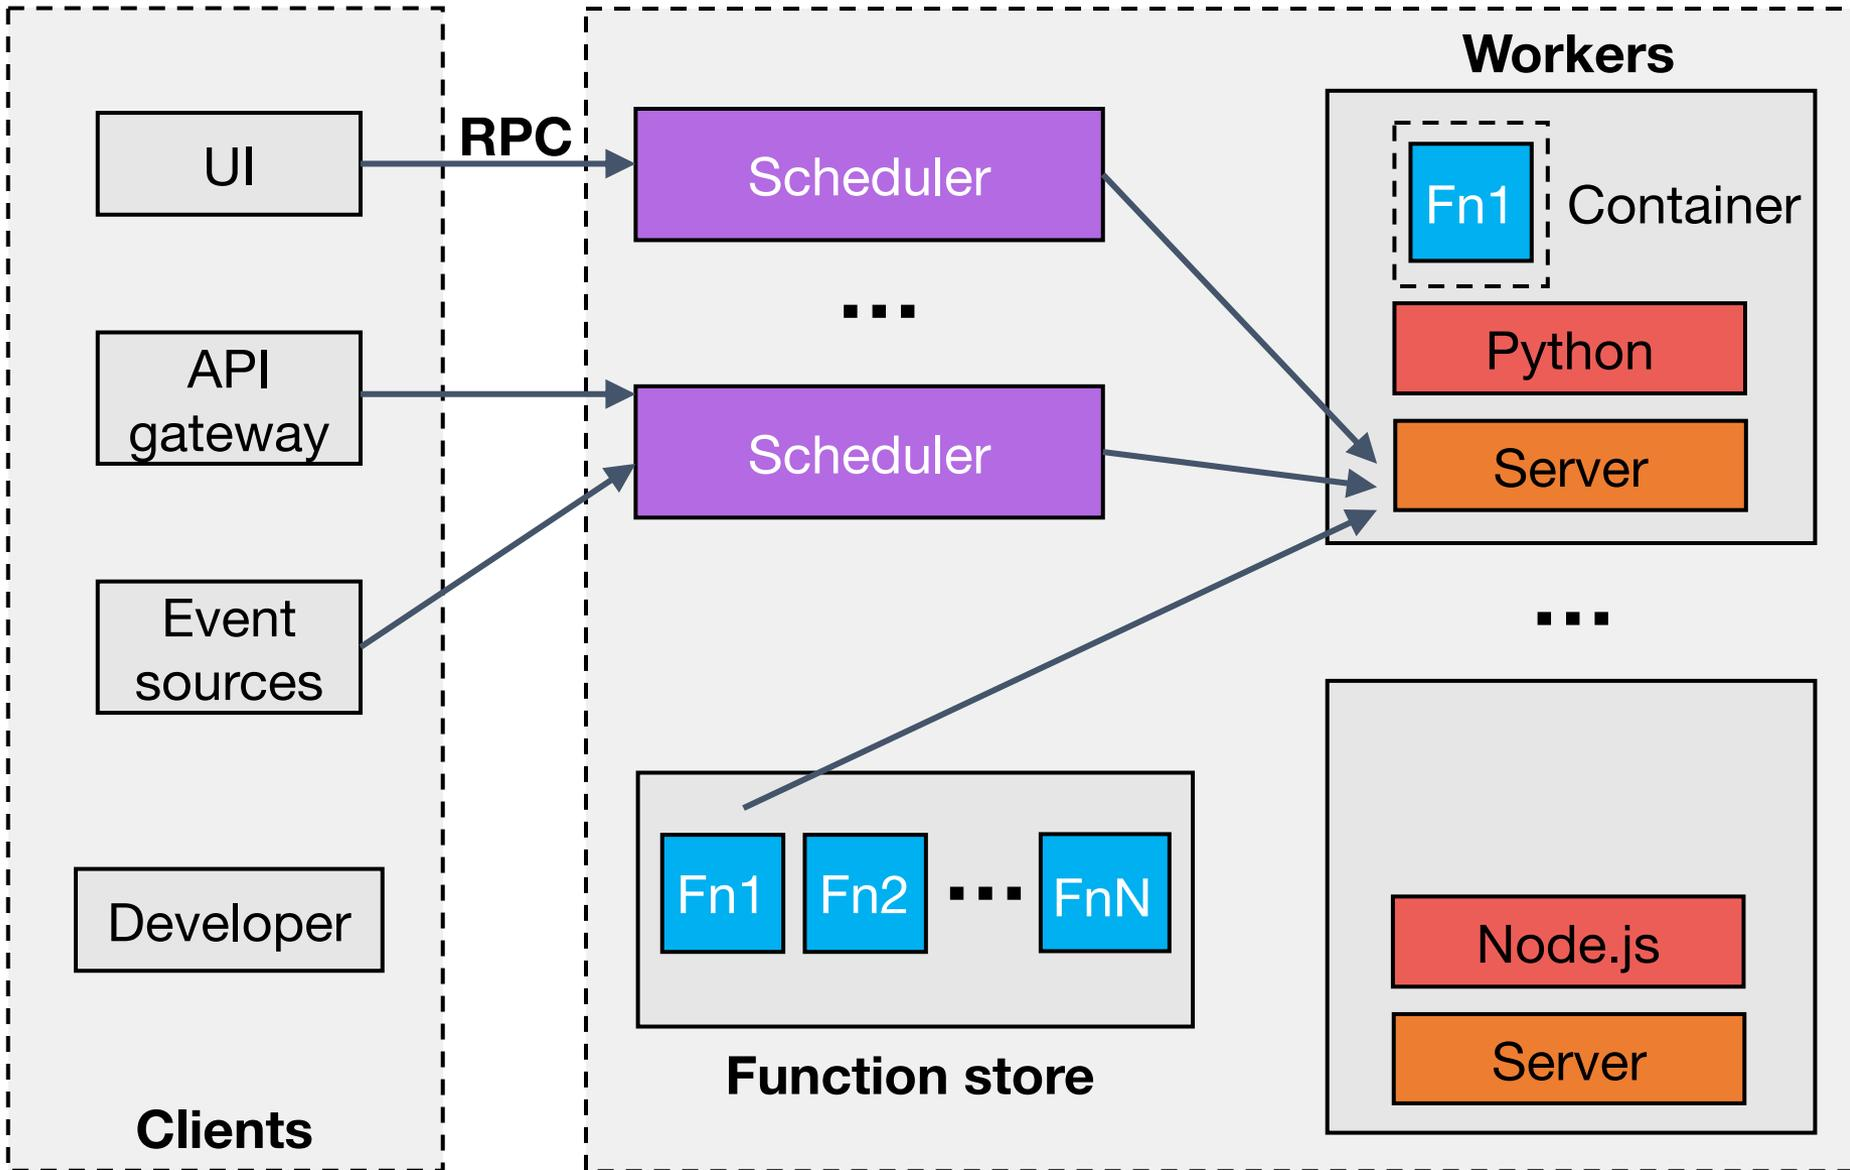 UI
API
gateway
Event
sources
Developer
Clients
RPC
Scheduler
...
Scheduler
Fn1
Fn2
...
FnN
Function store
Workers
Fn1
Container
Python
Server
...
Node.js
Server